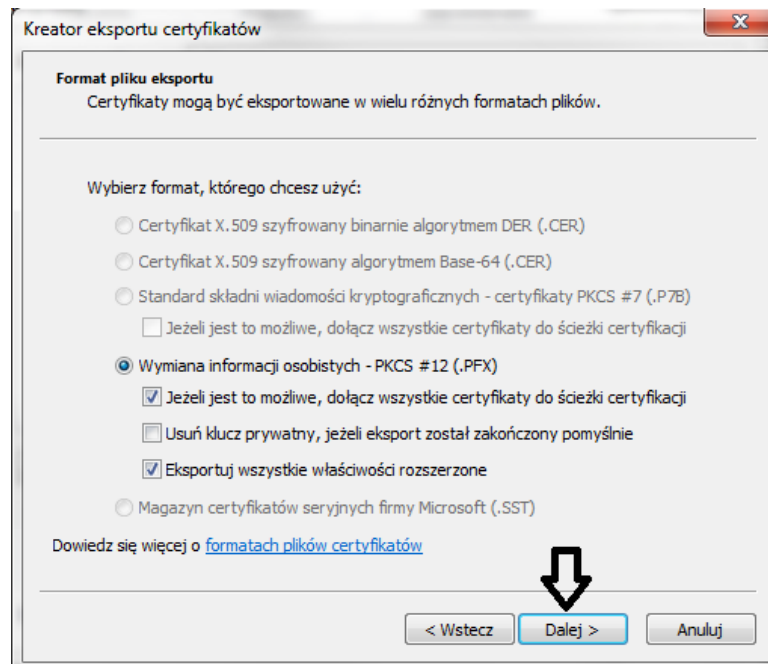 Kreator eksportu certyfikatów
Format pliku eksportu
Certyfikaty mogą być eksportowane w wielu różnych formatach plików.
Wybierz format, którego chcesz użyć:
Certyfikat X.509 szyfrowany binarnie algorytmem DER (.CER)
Certyfikat X.509 szyfrowany algorytmem Base-64 (.CER)
Standard składni wiadomości kryptograficznych - certyfikaty PKCS #7 (.P7B)
Jeżeli jest to możliwe, dołącz wszystkie certyfikaty do ścieżki certyfikacji
Wymiana informacji osobistych - PKCS #12 (.PFX)
Jeżeli jest to możliwe, dołącz wszystkie certyfikaty do ścieżki certyfikacji
Usuń klucz prywatny, jeżeli eksport został zakończony pomyślnie
Eksportuj wszystkie właściwości rozszerzone
Magazyn certyfikatów seryjnych firmy Microsoft (.SST)
Dowiedz się więcej o formatach plików certyfikatów
< Wstecz Dalej > Anuluj